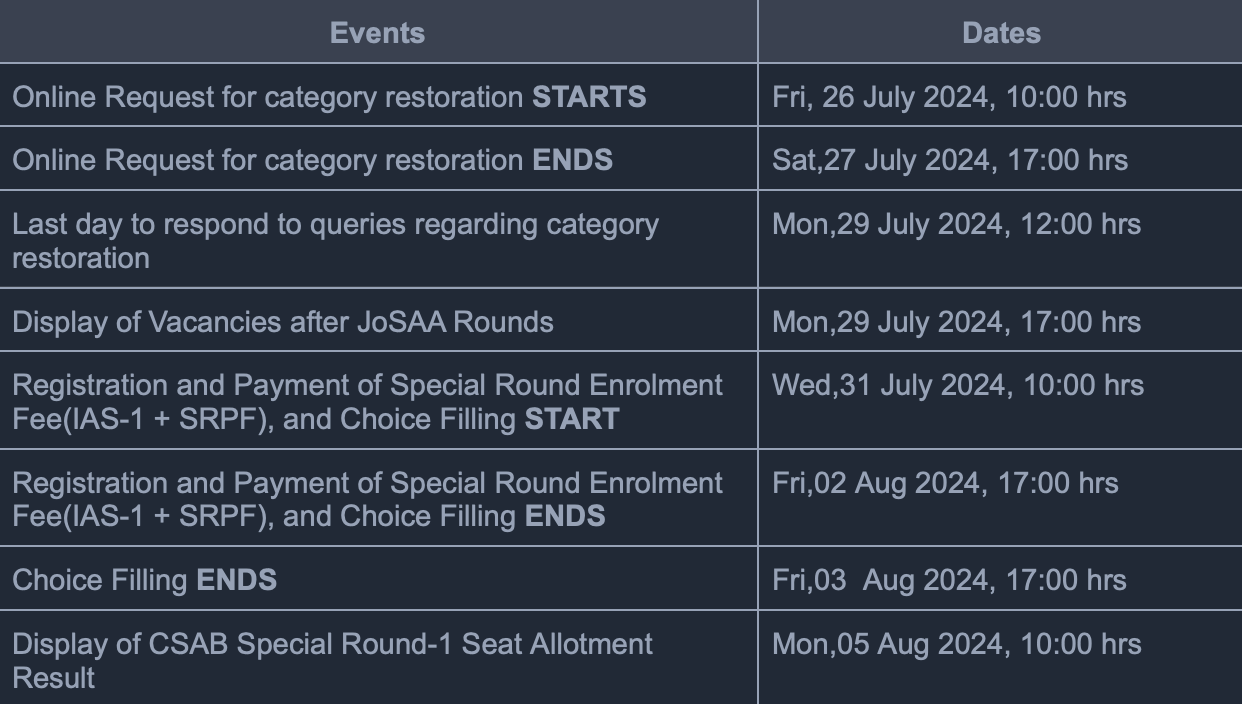 Events Dates
Online Request for category restoration STARTS Fri, 26 July 2024, 10:00 hrs
Online Request for category restoration ENDS Sat,27 July 2024, 17:00 hrs
Last day to respond to queries regarding category Mon,29 July 2024, 12:00 hrs
restoration
Display of Vacancies after JoSAA Rounds Mon,29 July 2024, 17:00 hrs
Registration and Payment of Special Round Enrolment Wed,31 July 2024, 10:00 hrs
Fee(IAS-1 + SRPF), and Choice Filling START
Registration and Payment of Special Round Enrolment Fri,02 Aug 2024, 17:00 hrs
Fee(IAS-1 + SRPF), and Choice Filling ENDS
Choice Filling ENDS Fri,03  Aug 2024, 17:00 hrs
Display of CSAB Special Round-1 Seat Allotment Mon,05 Aug 2024, 10:00 hrs
Result